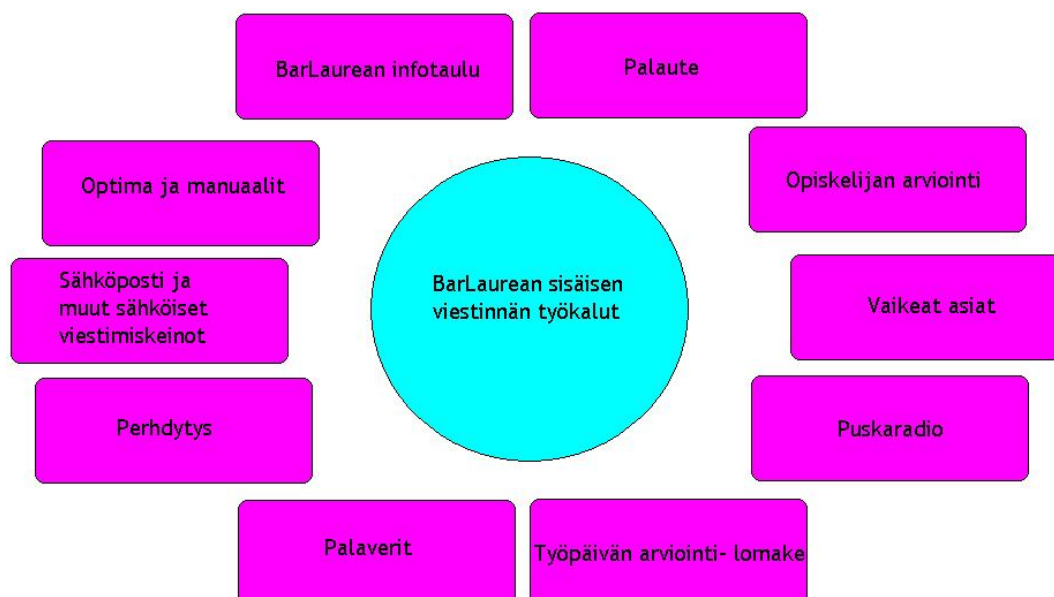 BarLaurean infotaulu
Palaute
Optima ja manuaalit
Opiskelijan arviointi
Sähköposti ja
muut sähköiset
viestimiskeinot
BarLaurean sisäisen
viestinnän työkalut
Vaikeat asiat
Perhdytys
Puskaradio
Palaverit
Työpäivän arviointi- lomake